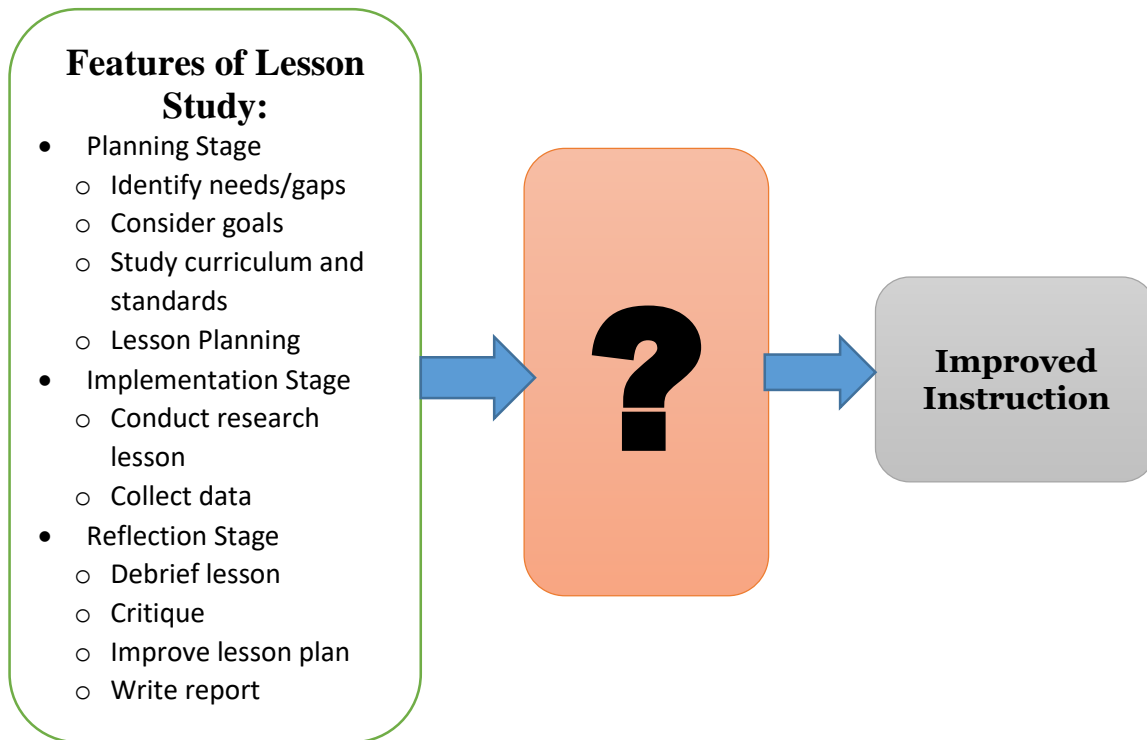 Features of Lesson
Study:
• Planning Stage
o Identify needs/gaps
o Consider goals
o Study curriculum and
standards
o Lesson Planning
• Implementation Stage
o Conduct research
lesson
o Collect data
• Reflection Stage
o Debrief lesson
o Critique
o Improve lesson plan
o Write report
?
Improved
Instruction